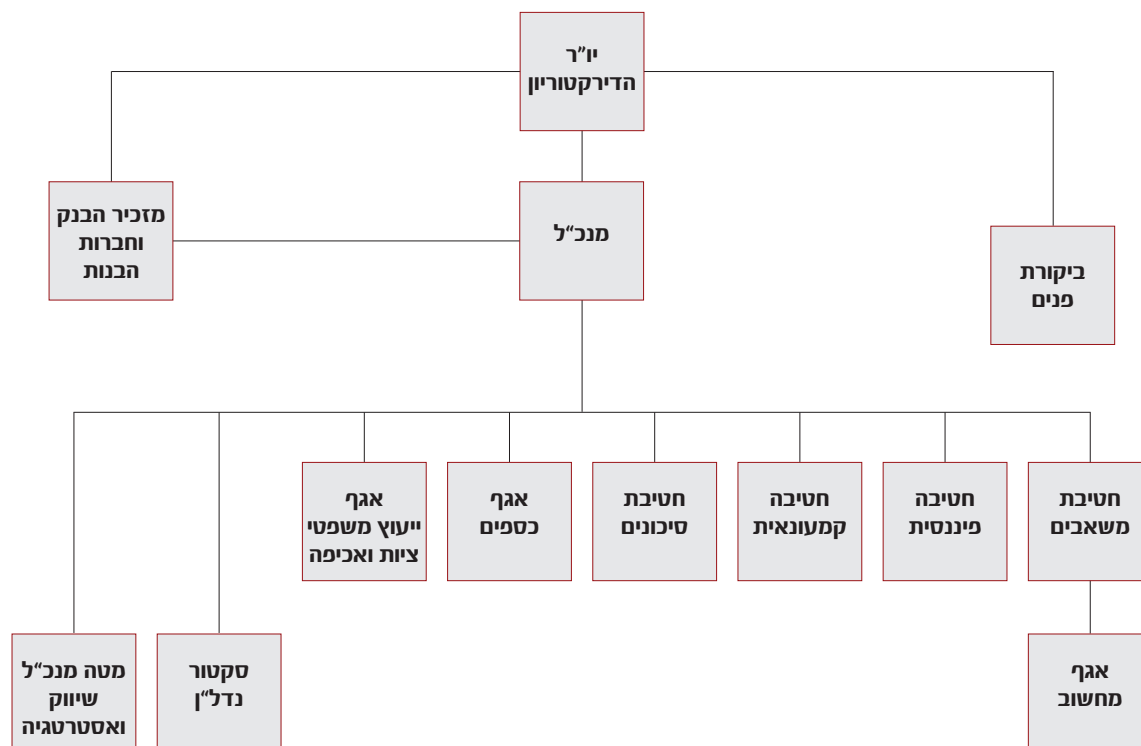 יו"ר
הדירקטוריון
מזכיר הבנק
וחברות
הבנות
מנכ"ל
ביקורת
פנים
חטיבת
משאבים
חטיבה
פיננסית
חטיבה
קמעונאית
חטיבת
סיכונים
אגף
כספים
אגף
ייעוץ משפטי
ציות ואכיפה
אגף
מחשוב
סקטור
נדל"ן
מטה מנכ"ל
שיווק
ואסטרטגיה